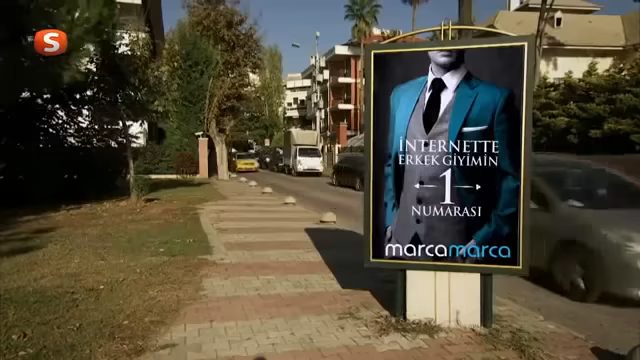 S
İNTERNETTE
ERKEK GİYİMİN
1
NUMARASI
marcamarca